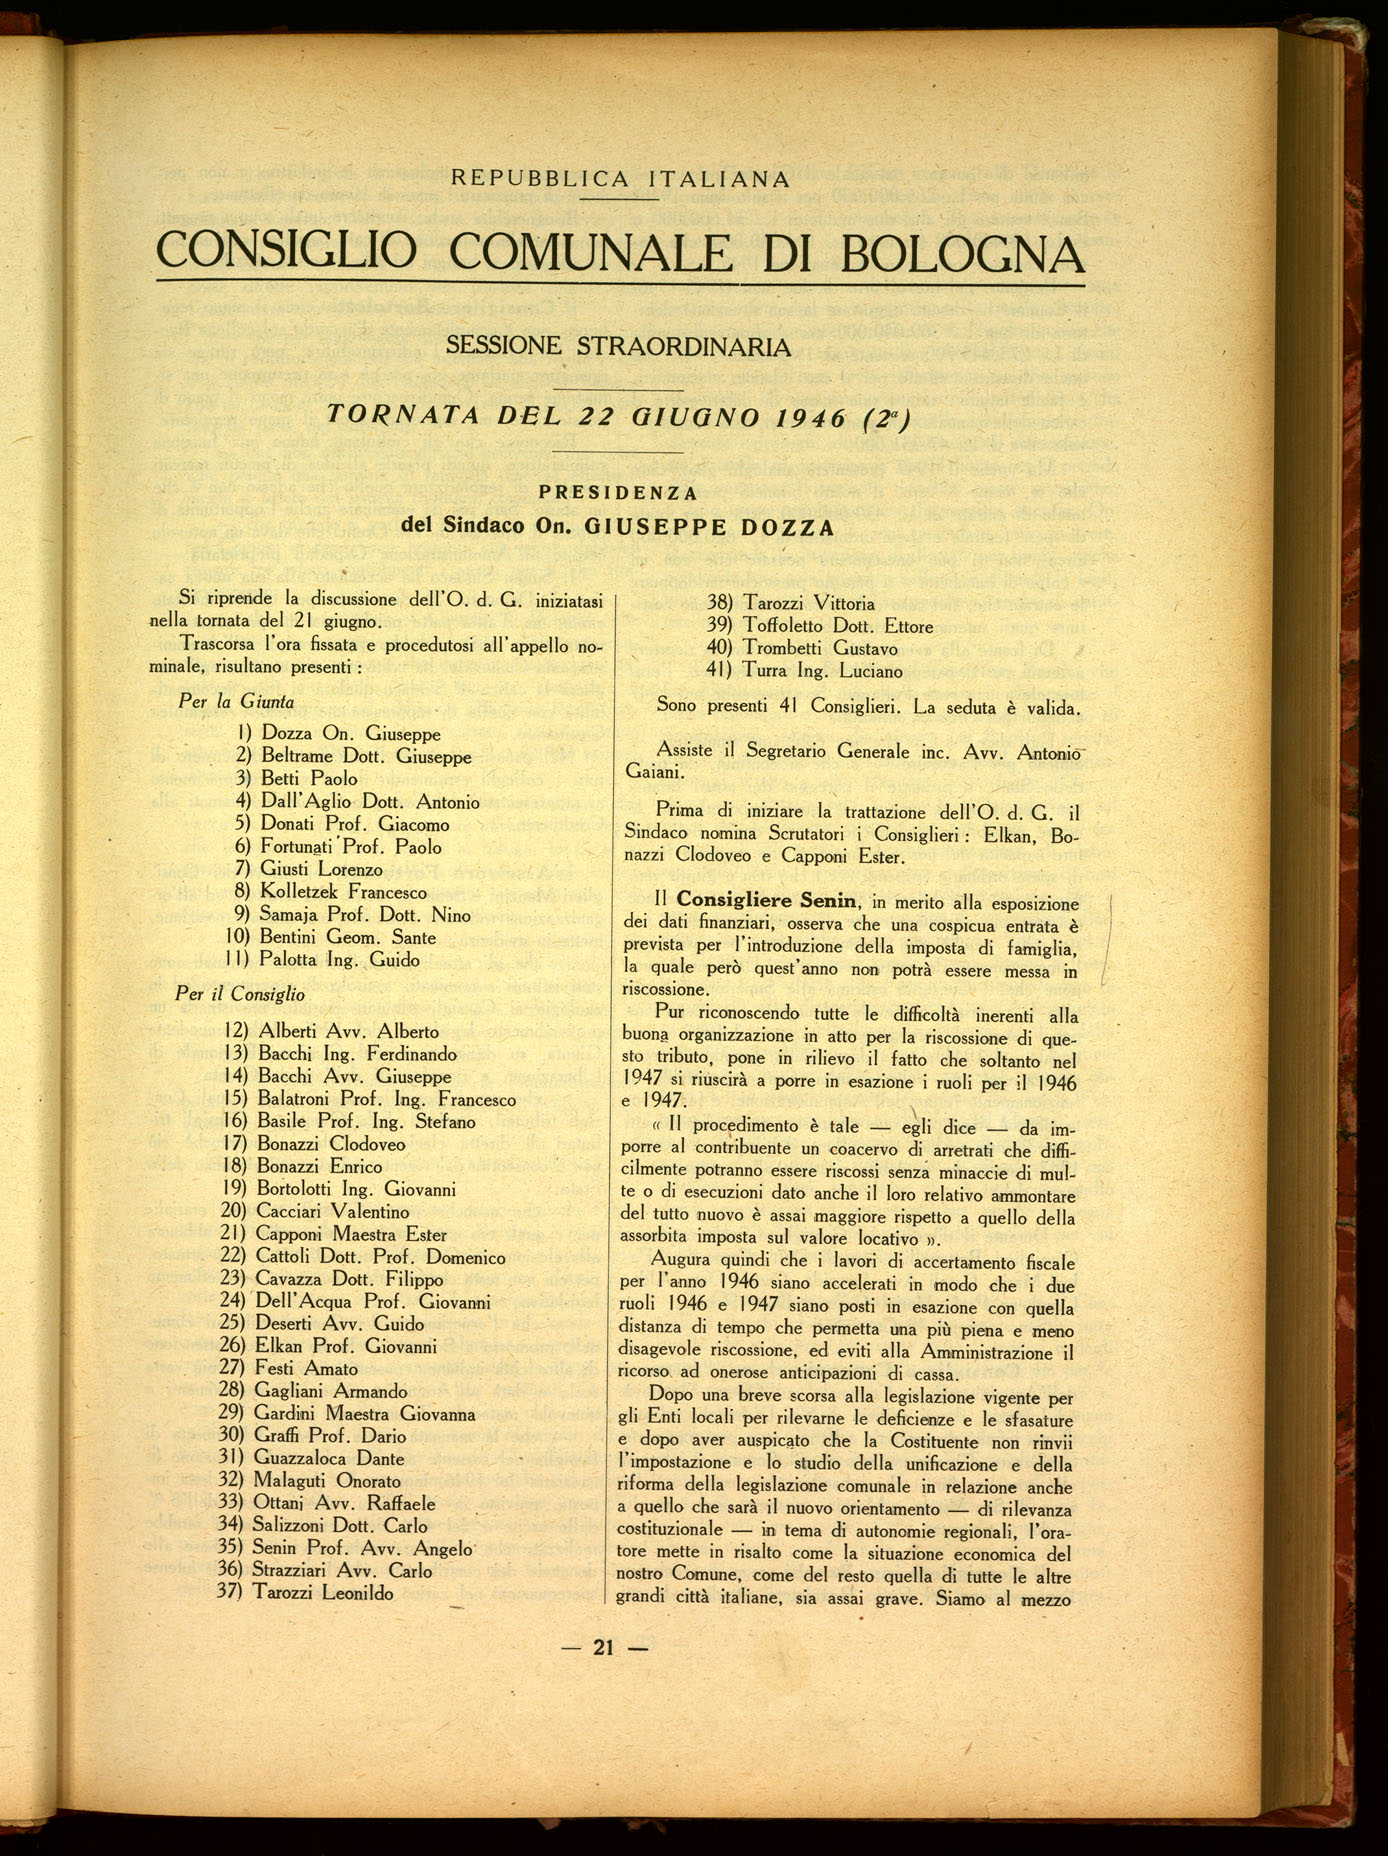 REPUBBLICA ITALIANA
CONSIGLIO COMUNALE DI BOLOGNA
SESSIONE STRAORDINARIA
TORNATA DEL 22 GIUGNO 1946 (2ª)
PRESIDENZA
del Sindaco On. GIUSEPPE DOZZA
Si riprende la discussione dell'O. d. G. iniziatasi
nella tornata del 21 giugno.
Trascorsa l'ora fissata e procedutosi all'appello no-
minale, risultano presenti :
Per la Giunta
1) Dozza On. Giuseppe
2) Beltrame Dott. Giuseppe
3) Betti Paolo
4) Dall'Aglio Dott. Antonio
5) Donati Prof. Giacomo
6) Fortunati Prof. Paolo
7) Giusti Lorenzo
8) Kolletzek Francesco
9) Samaja Prof. Dott. Nino
10) Bentini Geom. Sante
11) Palotta Ing. Guido
Per il Consiglio
12) Alberti Avv. Alberto
13) Bacchi Ing. Ferdinando
14) Bacchi Avv. Giuseppe
15) Balatroni Prof. Ing. Francesco
16) Basile Prof. Ing. Stefano
17) Bonazzi Clodoveo
18) Bonazzi Enrico
19) Bortolotti Ing. Giovanni
20) Cacciari Valentino
21) Capponi Maestra Ester
22) Cattoli Dott. Prof. Domenico
23) Cavazza Dott. Filippo
24) Dell'Acqua Prof. Giovanni
25) Deserti Avv. Guido
26) Elkan Prof. Giovanni
27) Festi Amato
28) Gagliani Armando
29) Gardini Maestra Giovanna
30) Graffi Prof. Dario
31) Guazzaloca Dante
32) Malaguti Onorato
33) Ottani Avv. Raffaele
34) Salizzoni Dott. Carlo
35) Senin Prof. Avv. Angelo
36) Strazziari Avv. Carlo
37) Tarozzi Leonildo
38) Tarozzi Vittoria
39) Toffoletto Dott. Ettore
40) Trombetti Gustavo
41) Turra Ing. Luciano
Sono presenti 41 Consiglieri. La seduta è valida.
Assiste il Segretario Generale inc. Avv. Antonio
Gaiani.
Prima di iniziare la trattazione dell'O. d. G. il
Sindaco nomina Scrutatori i Consiglieri : Elkan, Bo-
nazzi Clodoveo e Capponi Ester.
Il Consigliere Senin, in merito alla esposizione
dei dati finanziari, osserva che una cospicua entrata è
prevista per l'introduzione della imposta di famiglia,
la quale però quest'anno non potrà essere messa in
riscossione.
Pur riconoscendo tutte le difficoltà inerenti alla
buona organizzazione in atto per la riscossione di que-
sto tributo, pone in rilievo il fatto che soltanto nel
1947 si riuscirà a porre in esazione i ruoli per il 1946
e 1947.
« Il procedimento è tale — egli dice — da im-
porre al contribuente un coacervo di arretrati che diffi-
cilmente potranno essere riscossi senza minaccie di mul-
te o di esecuzioni dato anche il loro relativo ammontare
del tutto nuovo è assai maggiore rispetto a quello della
assorbita imposta sul valore locativo ».
Augura quindi che i lavori di accertamento fiscale
per l'anno 1946 siano accelerati in modo che i due
ruoli 1946 e 1947 siano posti in esazione con quella
distanza di tempo che permetta una più piena e meno
disagevole riscossione, ed eviti alla Amministrazione il
ricorso ad onerose anticipazioni di cassa.
Dopo una breve scorsa alla legislazione vigente per
gli Enti locali per rilevarne le deficienze e le sfasature
e dopo aver auspicato che la Costituente non rinvii
l'impostazione e lo studio della unificazione e della
riforma della legislazione comunale in relazione anche
a quello che sarà il nuovo orientamento — di rilevanza
costituzionale — in tema di autonomie regionali, l'ora-
tore mette in risalto come la situazione economica del
nostro Comune, come del resto quella di tutte le altre
grandi città italiane, sia assai grave. Siamo al mezzo
— 21 —